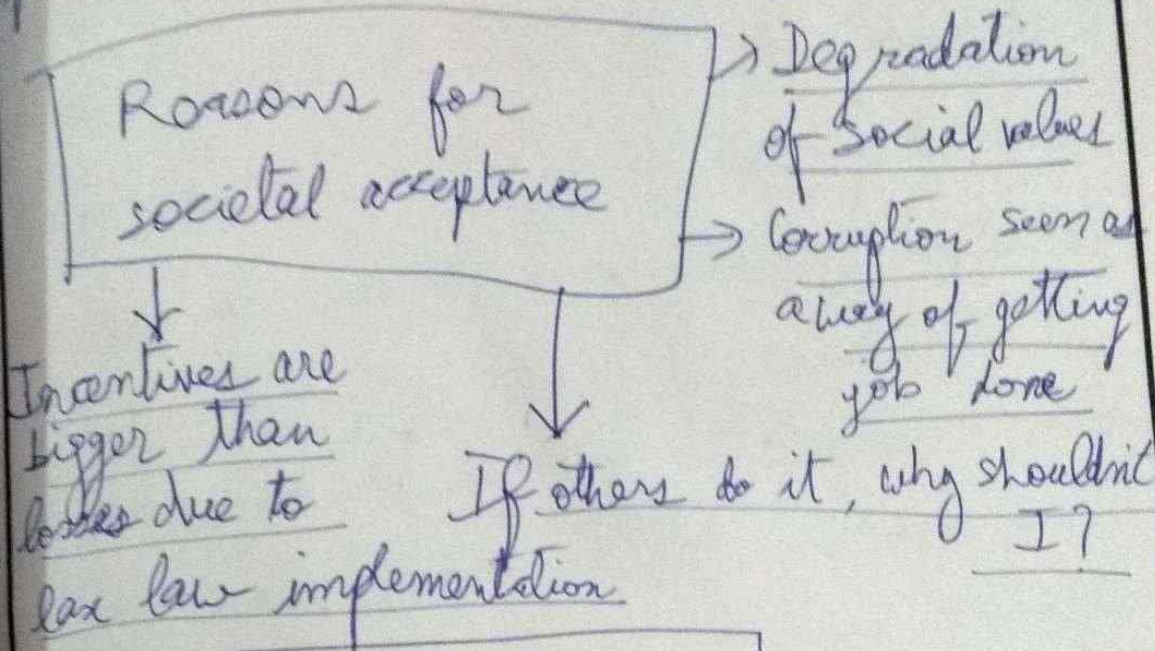 Reasons for
societal acceptance
→ Degradation
of social values
→ Corruption seen as
a way of getting
job done
Incentives are
bigger than
losses due to
lax law implementation
If others do it, why shouldn't
I?